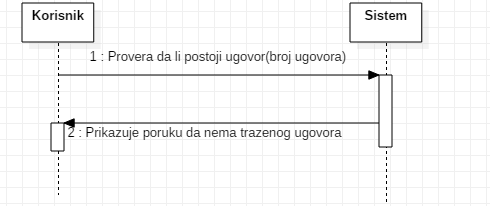 Korisnik
Sistem
1 : Provera da li postoji ugovor(broj ugovora)
2 : Prikazuje poruku da nema trazenog ugovora